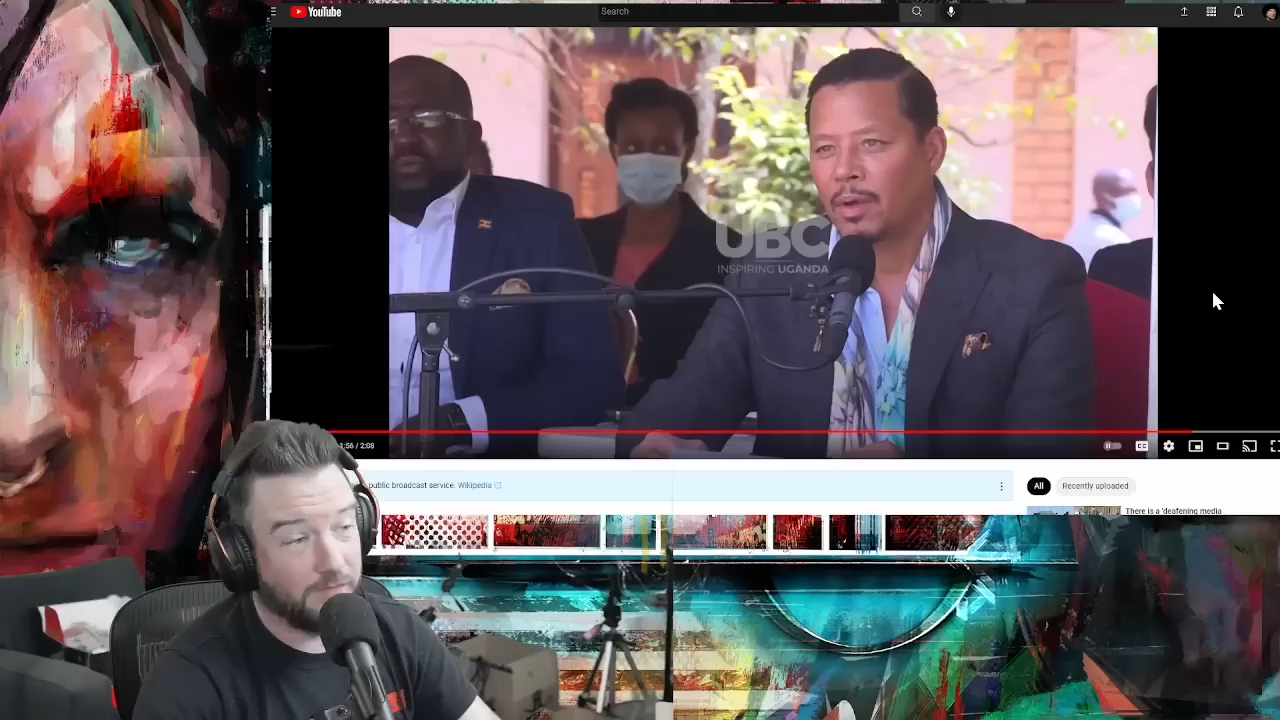 YouTube
Search
UBC
INSPIRING UGANDA
1:56 / 2:08
CC
public broadcast service. Wikipedia
All
Recently uploaded
There is a 'deafening media